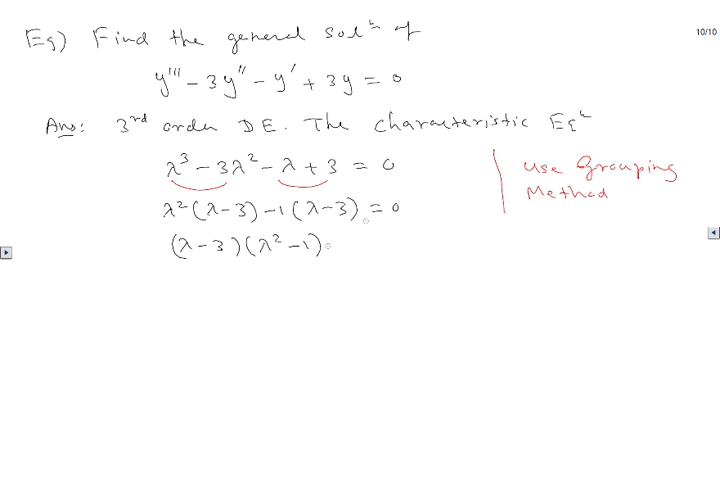 10/10
Eg) Find the general solⁿ of
y''' - 3y'' - y' + 3y = 0
Ans: 3rd order DE. The characteristic Eqⁿ
λ³ - 3λ² - λ + 3 = 0
Use Grouping
Method
λ²(λ-3) -1(λ-3) = 0
(λ-3)(λ²-1)